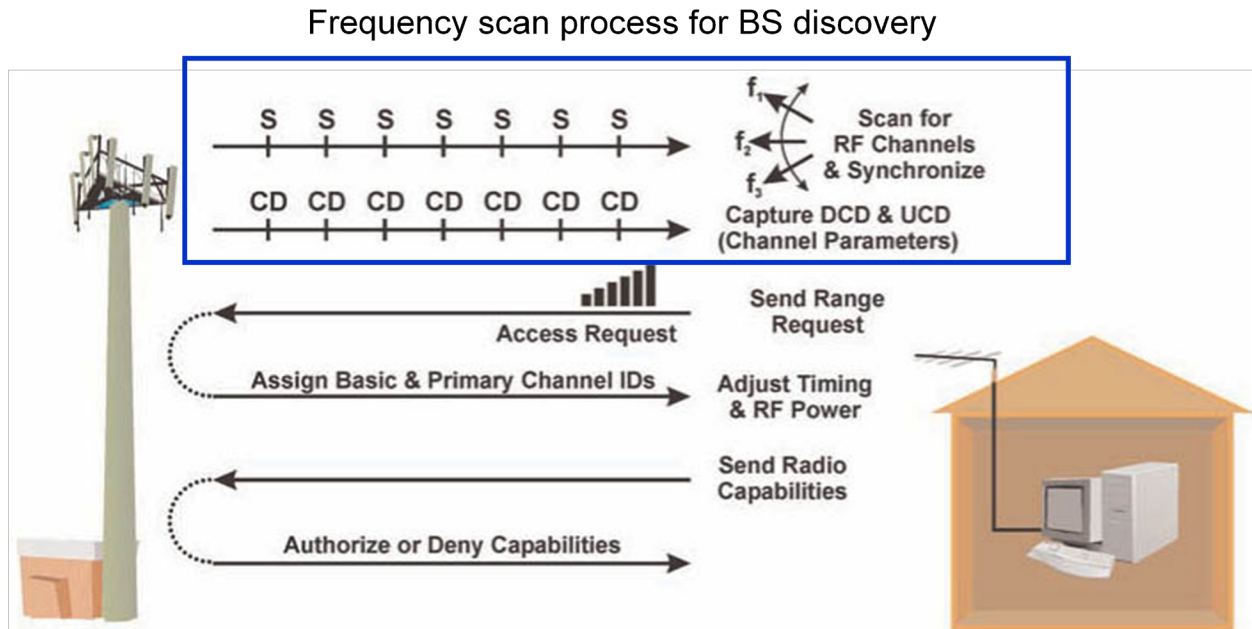 Frequency scan process for BS discovery
S S S S S S S
f1
f2
f3
Scan for
RF Channels
& Synchronize
CD CD CD CD CD CD CD
Capture DCD & UCD
(Channel Parameters)
Send Range
Request
Access Request
Assign Basic & Primary Channel IDs
Adjust Timing
& RF Power
Send Radio
Capabilities
Authorize or Deny Capabilities